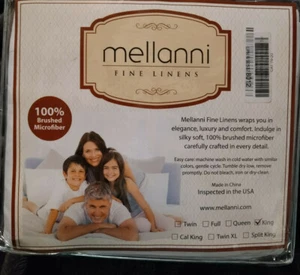 mellanni
FINE LINENS
100%
Brushed
Microfiber
Mellanni Fine Linens wraps you in
elegance, luxury and comfort. Indulge in
silky soft, 100% brushed microfiber
carefully crafted in every detail.
Easy care: machine wash in cold water with similar
colors, gentle cycle. Tumble dry low, remove
promptly. Do not bleach, iron or dry clean.
Made in China
Inspected in the USA
www.mellanni.com
Twin Full Queen King
Cal King Twin XL Split King